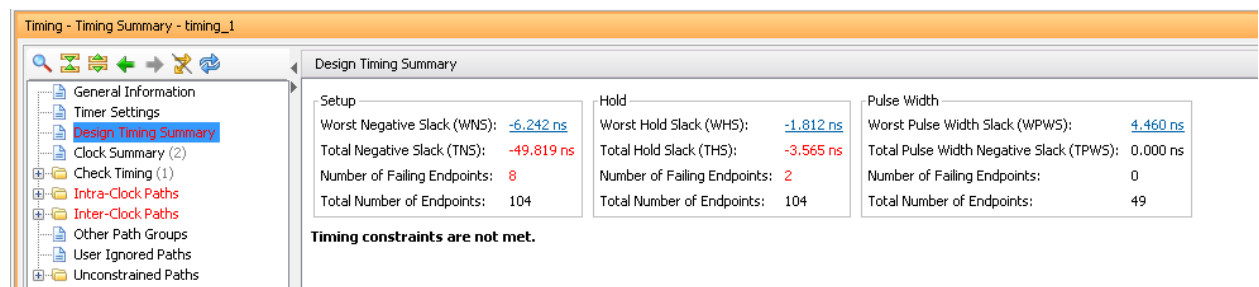 Timing - Timing Summary - timing_1
General Information
Timer Settings
Design Timing Summary
Clock Summary (2)
Check Timing (1)
Intra-Clock Paths
Inter-Clock Paths
Other Path Groups
User Ignored Paths
Unconstrained Paths
Design Timing Summary
Setup
Worst Negative Slack (WNS): -6.242 ns
Total Negative Slack (TNS): -49.819 ns
Number of Failing Endpoints: 8
Total Number of Endpoints: 104
Hold
Worst Hold Slack (WHS): -1.812 ns
Total Hold Slack (THS): -3.565 ns
Number of Failing Endpoints: 2
Total Number of Endpoints: 104
Pulse Width
Worst Pulse Width Slack (WPWS): 4.460 ns
Total Pulse Width Negative Slack (TPWS): 0.000 ns
Number of Failing Endpoints: 0
Total Number of Endpoints: 49
Timing constraints are not met.